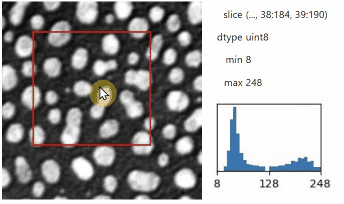 slice (..., 38:184, 39:190)
dtype uint8
min 8
max 248
8 128 248